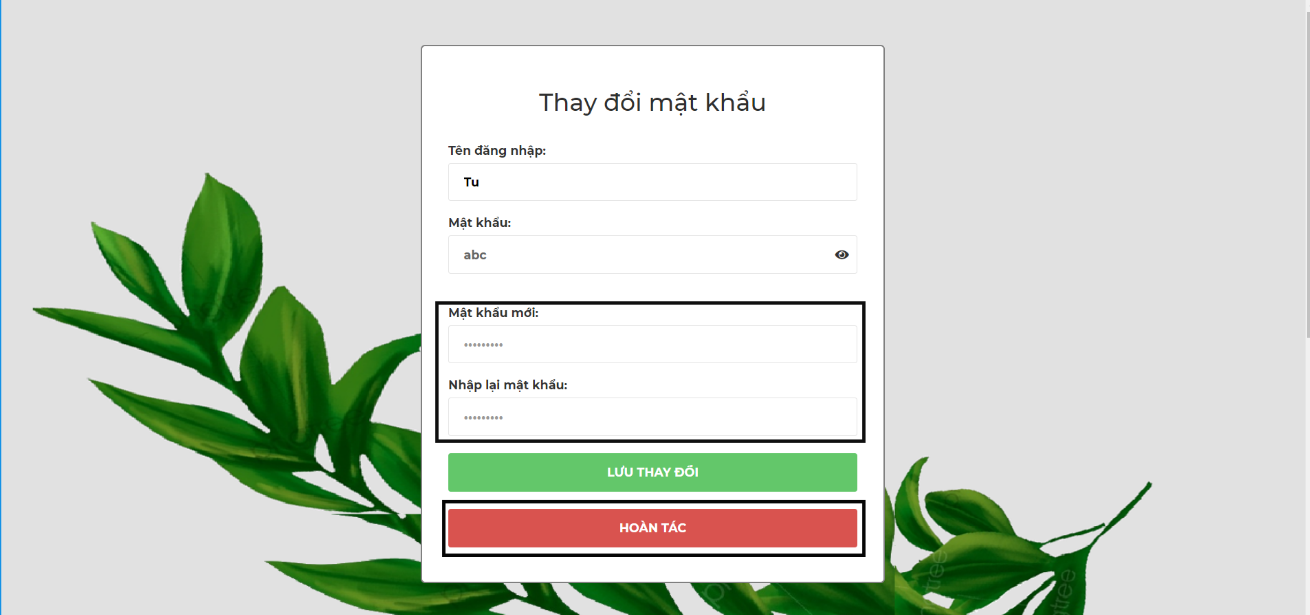 Thay đổi mật khẩu
Tên đăng nhập:
Tu
Mật khẩu:
abc
Mật khẩu mới:
•••••••••
Nhập lại mật khẩu:
•••••••••
LƯU THAY ĐỔI
HOÀN TÁC